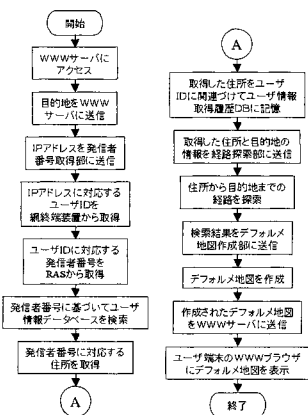 開始
WWWサーバに
アクセス
目的地をWWW
サーバに送信
IPアドレスを発信者
番号取得部に送信
IPアドレスに対応する
ユーザIDを
網終端装置から取得
ユーザIDに対応する
発信者番号を
RASから取得
発信者番号に基づいてユーザ
情報データベースを検索
発信者番号に対応する
住所を取得
A
A
取得した住所をユーザ
IDに関連づけてユーザ情報
取得履歴DBに記憶
取得した住所と目的地の
情報を経路探索部に送信
住所から目的地までの
経路を探索
検索結果をデフォルメ
地図作成部に送信
デフォルメ地図を作成
作成されたデフォルメ地図
をWWWサーバに送信
ユーザ端末のWWWブラウザ
にデフォルメ地図を表示
終了